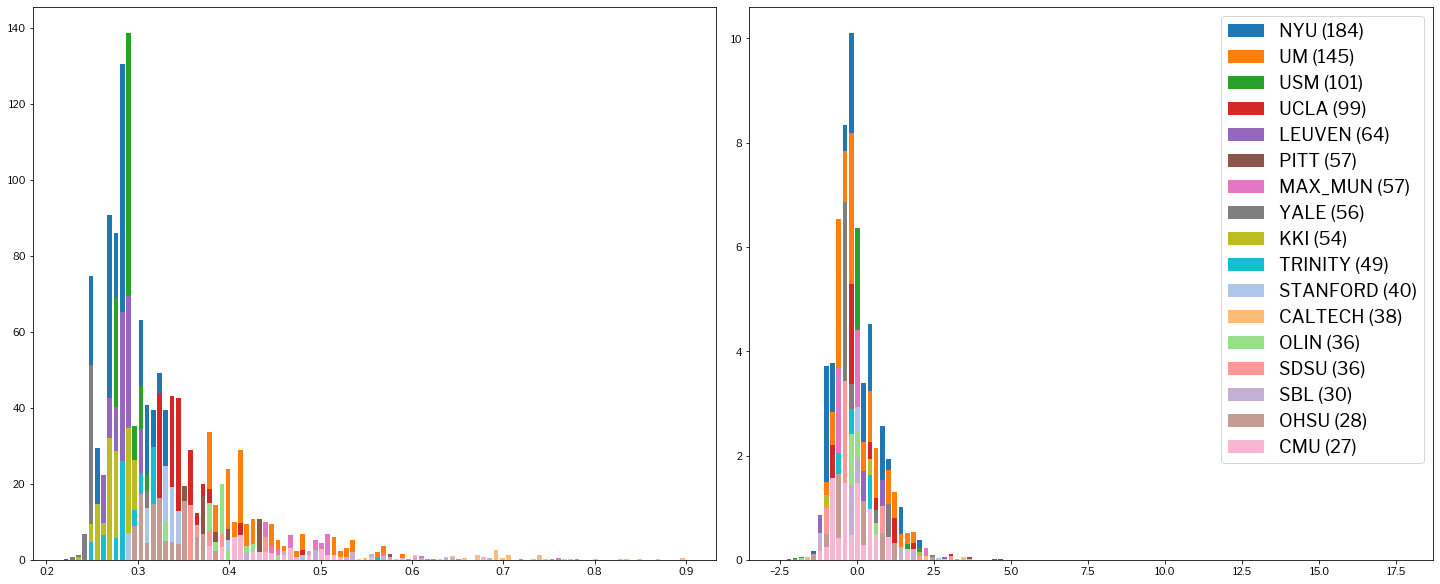 140
120
100
80
60
40
20
0
0.2 0.3 0.4 0.5 0.6 0.7 0.8 0.9
10
8
6
4
2
0
−2.5 0.0 2.5 5.0 7.5 10.0 12.5 15.0 17.5
NYU (184)
UM (145)
USM (101)
UCLA (99)
LEUVEN (64)
PITT (57)
MAX_MUN (57)
YALE (56)
KKI (54)
TRINITY (49)
STANFORD (40)
CALTECH (38)
OLIN (36)
SDSU (36)
SBL (30)
OHSU (28)
CMU (27)